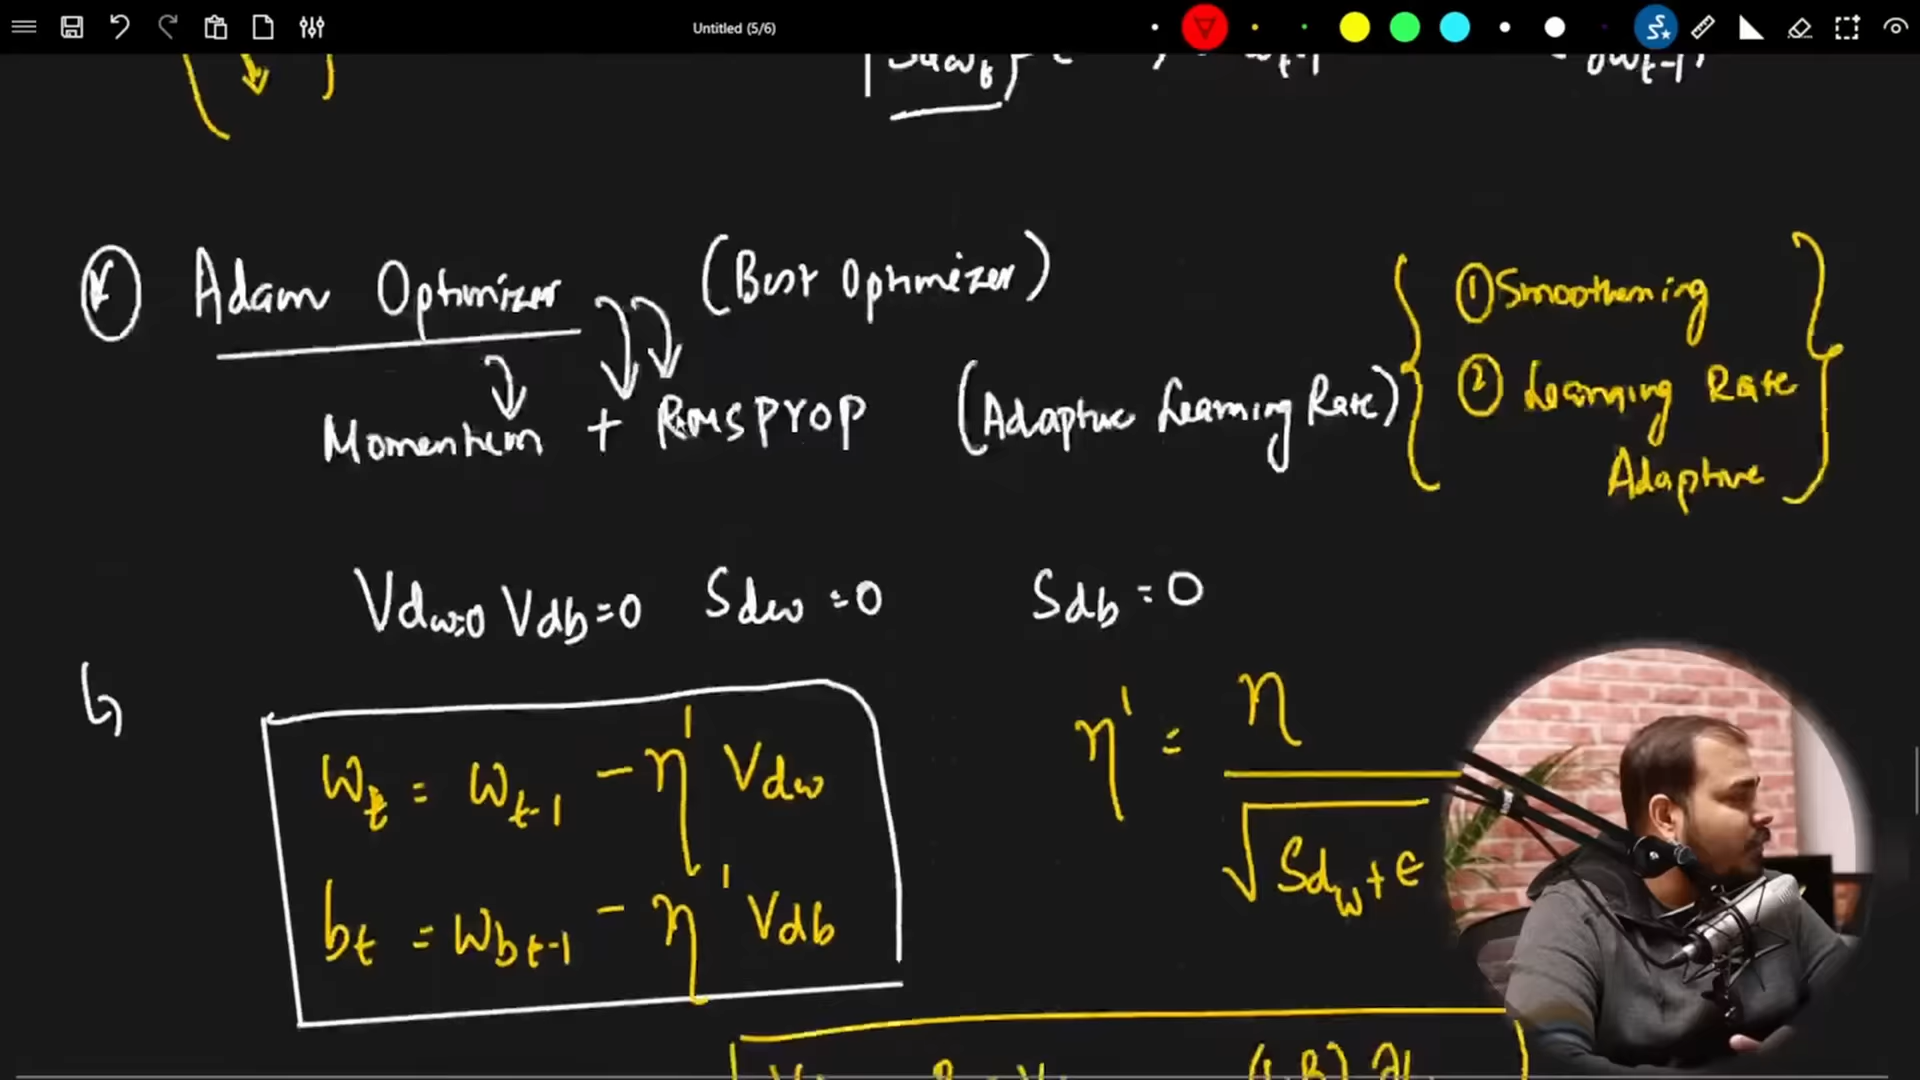 Untitled (5/6)
Adam Optimizer (Best Optimizer)
Momentum + RMSPROP (Adaptive Learning Rate)
① Smoothening
② Learning Rate
Adaptive
Vdw=0 Vdb=0 Sdw=0 Sdb=0
wt = wt-1 - η' Vdw
bt = wbt-1 - η' Vdb
η' = η / √Sdw+ϵ